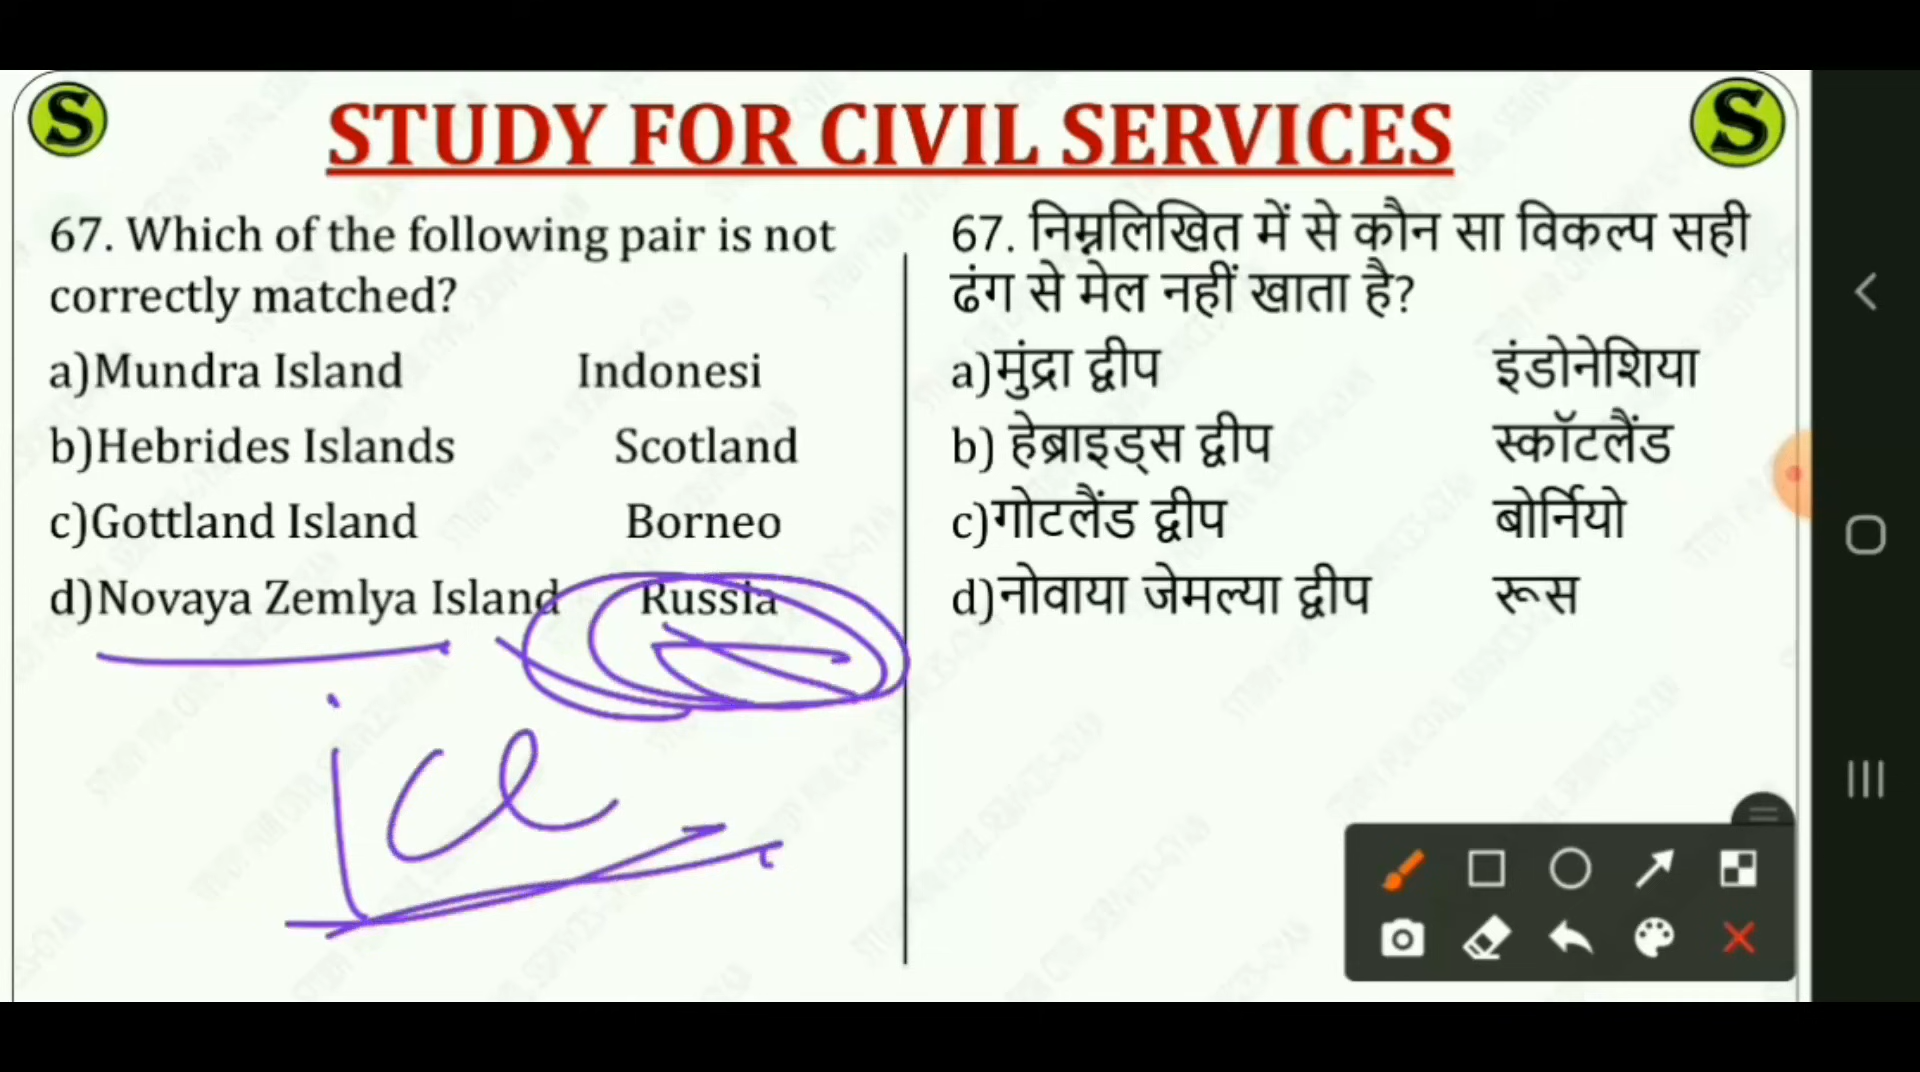 S
STUDY FOR CIVIL SERVICES
S
67. Which of the following pair is not
correctly matched?
a)Mundra Island Indonesi
b)Hebrides Islands Scotland
c)Gottland Island Borneo
d)Novaya Zemlya Island Russia
ice
67. निम्नलिखित में से कौन सा विकल्प सही
ढंग से मेल नहीं खाता है?
a)मुंद्रा द्वीप इंडोनेशिया
b) हेब्राइड्स द्वीप स्कॉटलैंड
c)गोटलैंड द्वीप बोर्नियो
d)नोवाया जेमल्या द्वीप रूस